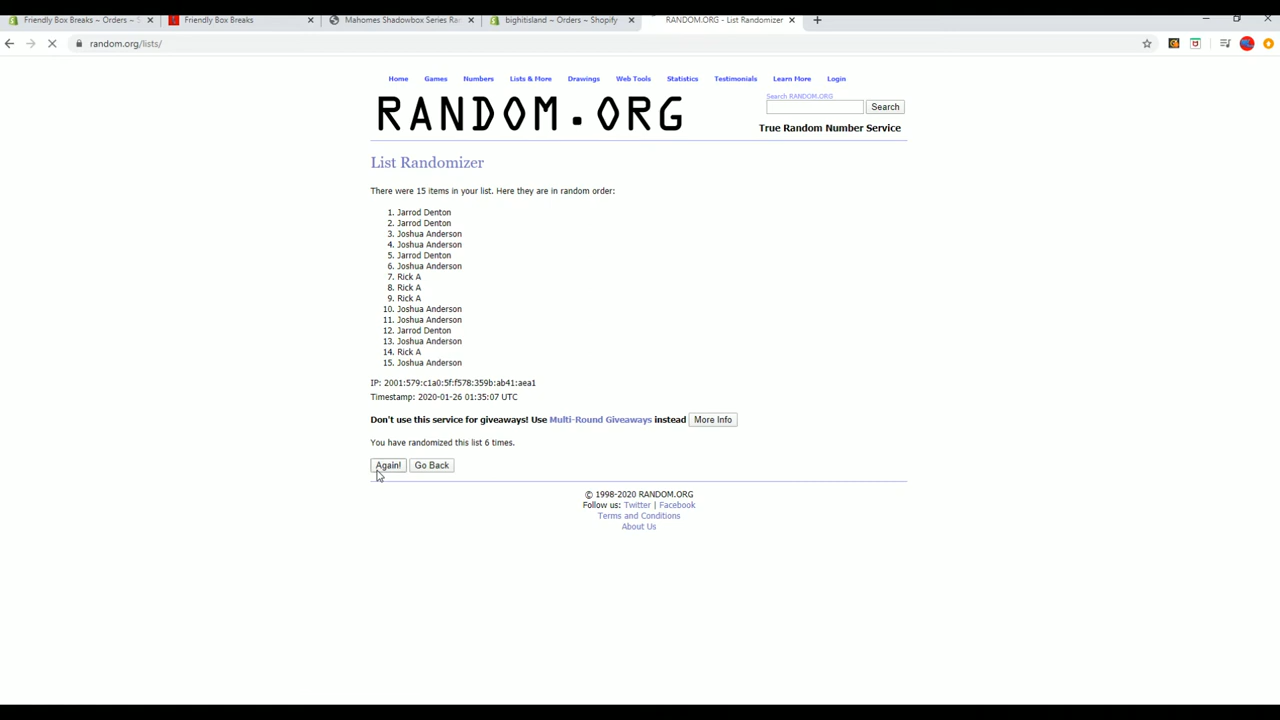 Friendly Box Breaks ~ Orders ~ S
Friendly Box Breaks
Mahomes Shadowbox Series Ra
bighitisland ~ Orders ~ Shopify
RANDOM.ORG - List Randomizer
random.org/lists/
Home Games Numbers Lists & More Drawings Web Tools Statistics Testimonials Learn More Login
RANDOM.ORG
Search RANDOM.ORG
Search
True Random Number Service
List Randomizer
There were 15 items in your list. Here they are in random order:
1. Jarrod Denton
2. Jarrod Denton
3. Joshua Anderson
4. Joshua Anderson
5. Jarrod Denton
6. Joshua Anderson
7. Rick A
8. Rick A
9. Rick A
10. Joshua Anderson
11. Joshua Anderson
12. Jarrod Denton
13. Joshua Anderson
14. Rick A
15. Joshua Anderson
IP: 2001:579:c1a0:5f:f578:359b:ab41:aea1
Timestamp: 2020-01-26 01:35:07 UTC
Don't use this service for giveaways! Use Multi-Round Giveaways instead More Info
You have randomized this list 6 times.
Again! Go Back
© 1998-2020 RANDOM.ORG
Follow us: Twitter | Facebook
Terms and Conditions
About Us